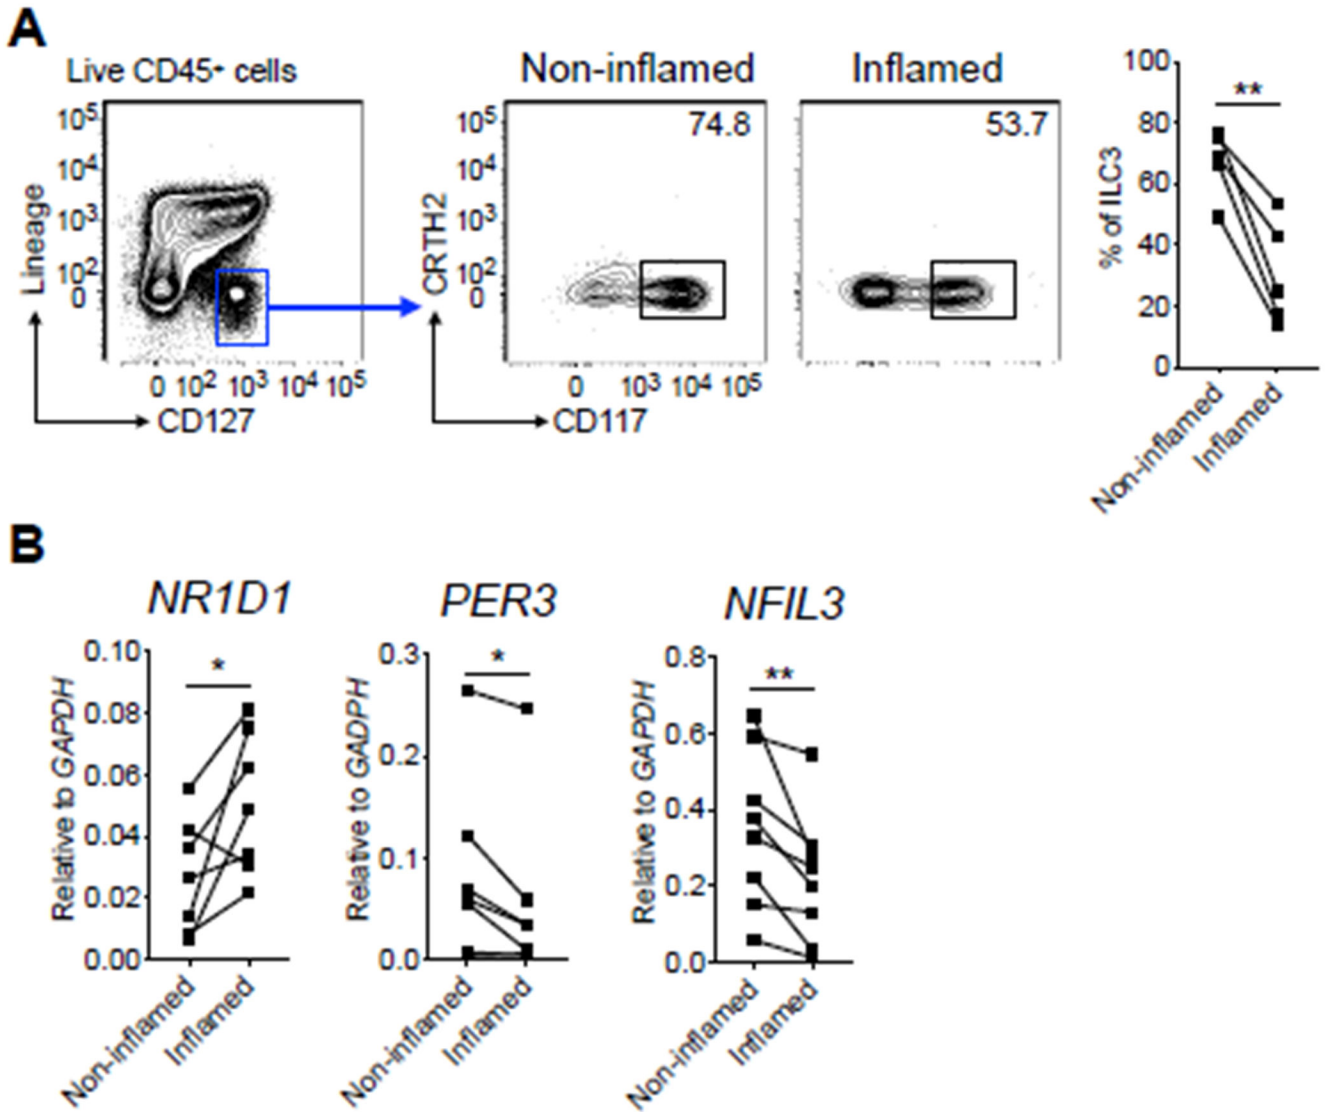 A
Live CD45+ cells
Non-inflamed
Inflamed
10^5
10^4
10^3
10^2
0
Lineage
0 10^2 10^3 10^4 10^5
CD127
74.8
10^5
10^4
10^3
10^2
0
CRTH2
0 10^3 10^4 10^5
CD117
53.7
100
80
60
40
20
0
% of ILC3
**
Non-inflamed
Inflamed
B
NR1D1
0.10
0.08
0.06
0.04
0.02
0.00
Relative to GAPDH
*
Non-inflamed
Inflamed
PER3
0.3
0.2
0.1
0.0
Relative to GADPH
*
Non-inflamed
Inflamed
NFIL3
0.8
0.6
0.4
0.2
0.0
Relative to GAPDH
**
Non-inflamed
Inflamed